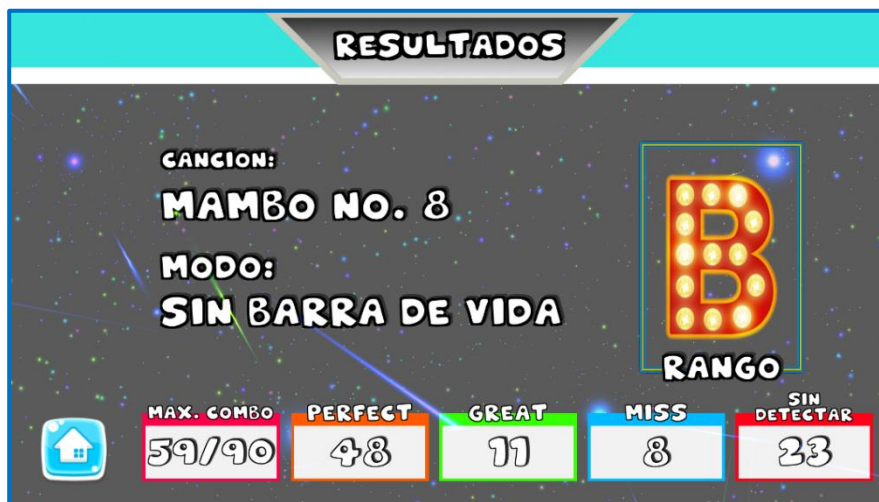 RESULTADOS
CANCION:
MAMBO NO. 8
MODO:
SIN BARRA DE VIDA
B
RANGO
MAX. COMBO
59/90
PERFECT
48
GREAT
11
MISS
8
SIN
DETECTAR
23